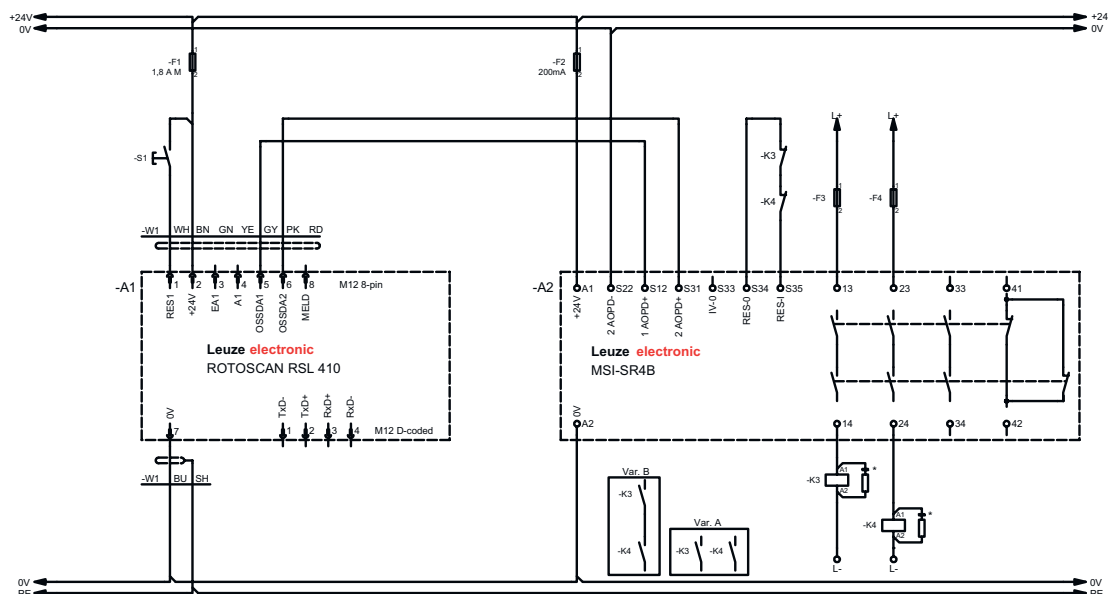 +24V
0V
+24
0V
-F1
1,8 A M
1
2
-F2
200mA
1
2
L+
L+
-S1
-K3
-K4
-F3
1
2
-F4
1
2
-W1 WH BN GN YE GY PK RD
-A1
1 2 3 4 5 6 8 M12 8-pin
RES1
+24V
EA1
A1
OSSDA1
OSSDA2
MELD
Leuze electronic
ROTOSCAN RSL 410
0V
TxD-
TxD+
RxD+
RxD-
7 1 2 3 4 M12 D-coded
-W1 BU SH
-A2
A1 S22 S12 S31 S33 S34 S35 13 23 33 41
+24V
2 AOPD-
1 AOPD+
2 AOPD+
IV-0
RES-0
RES-I
Leuze electronic
MSI-SR4B
0V
A2 14 24 34 42
Var. B
-K3
-K4
Var. A
-K3 -K4
-K3
A1
A2
*
-K4
A1
A2
*
L-
L-
0V
0V